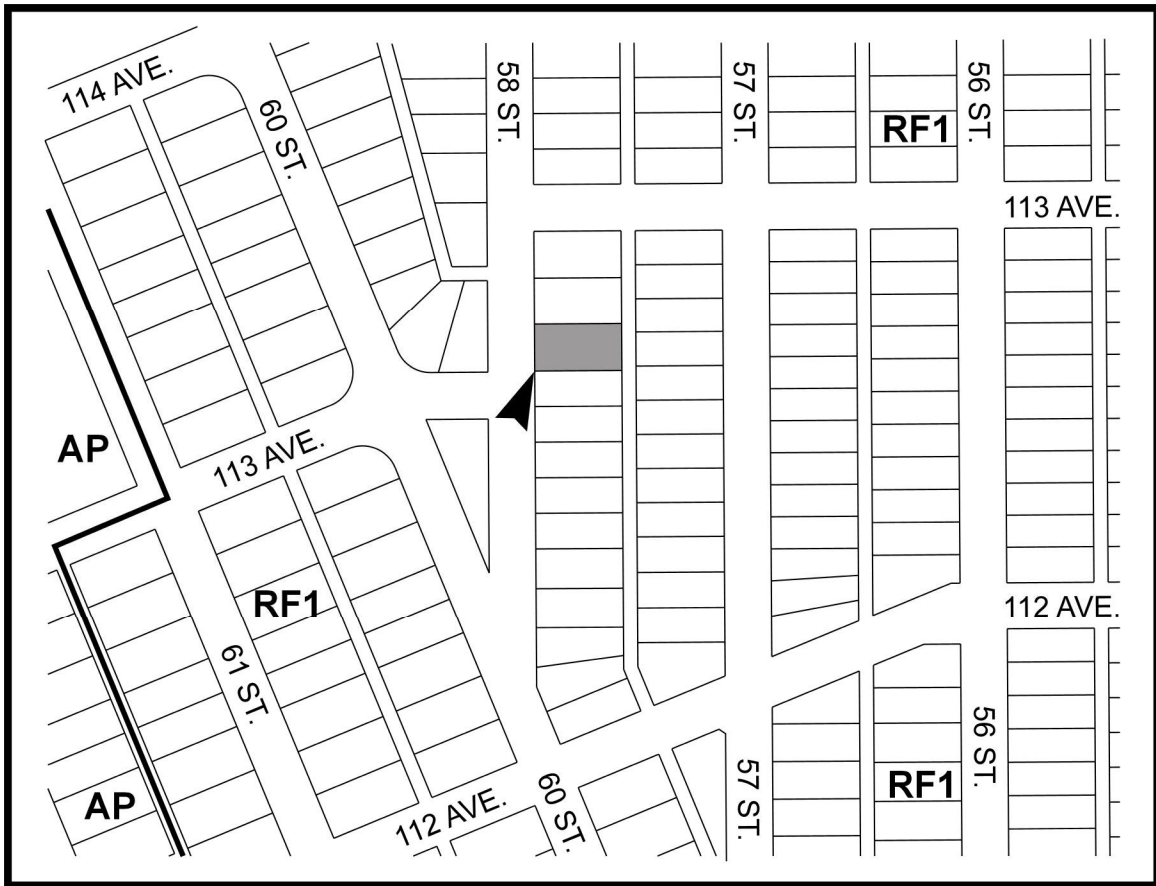 114 AVE.
60 ST.
58 ST.
57 ST.
56 ST.
RF1
113 AVE.
AP
113 AVE.
RF1
112 AVE.
61 ST.
56 ST.
57 ST.
RF1
60 ST.
AP
112 AVE.